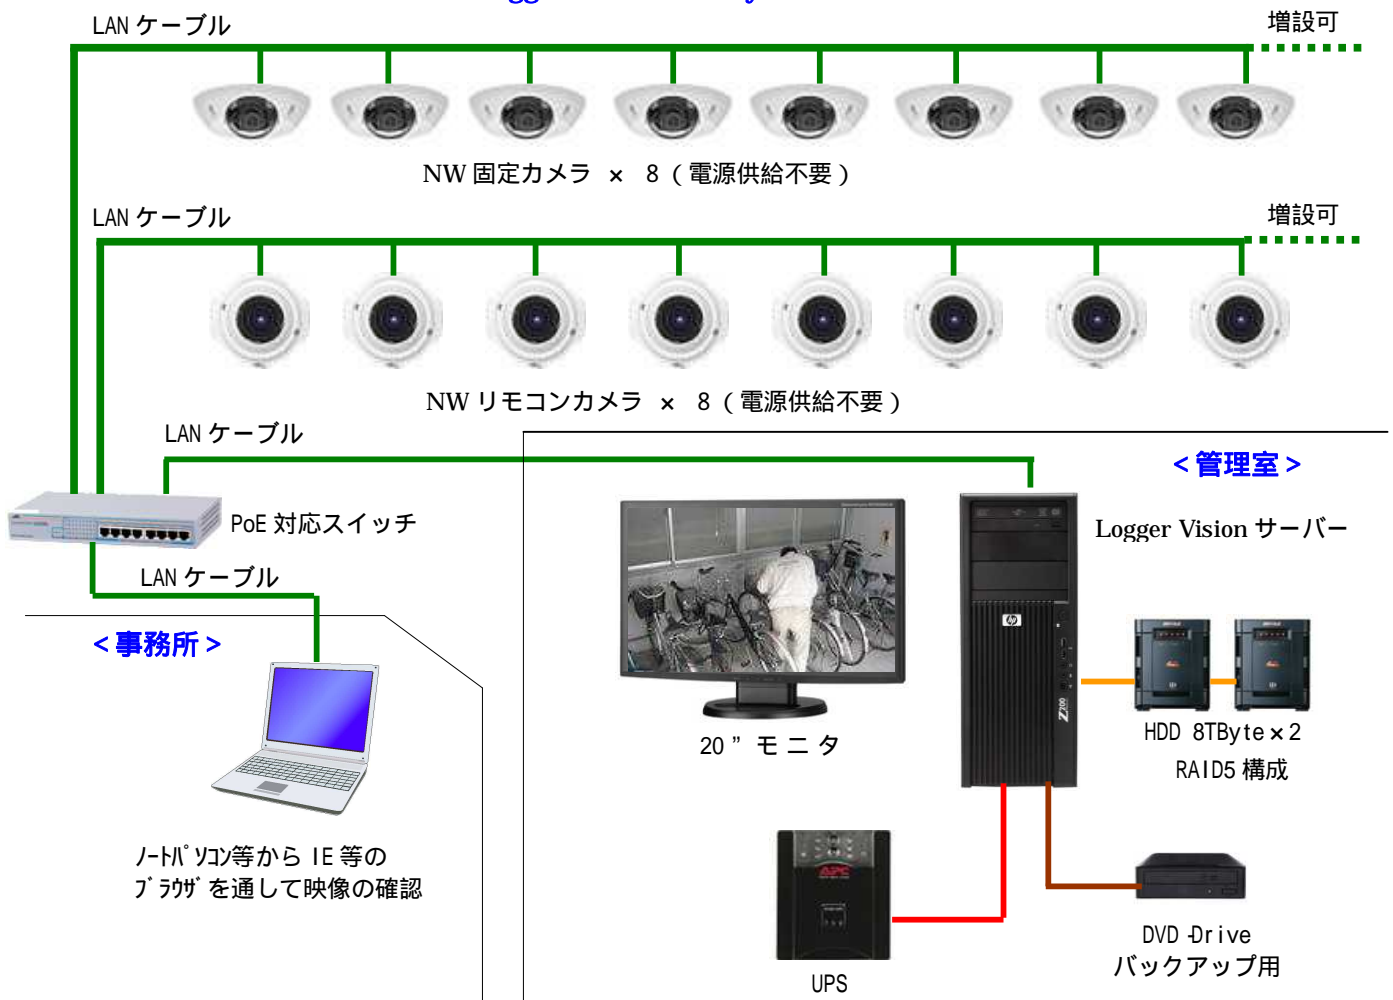 LAN ケーブル
増設可
NW 固定カメラ × 8（電源供給不要）
LAN ケーブル
増設可
NW リモコンカメラ × 8（電源供給不要）
LAN ケーブル
＜管理室＞
PoE 対応スイッチ
Logger Vision サーバー
LAN ケーブル
＜事務所＞
hp
Z200
20”モニタ
HDD 8TByte×2
RAID5 構成
ﾉｰﾄﾊﾟｿｺﾝ等から IE 等の
ﾌﾞﾗｳｻﾞを通して映像の確認
APC
UPS
DVD-Drive
バックアップ用